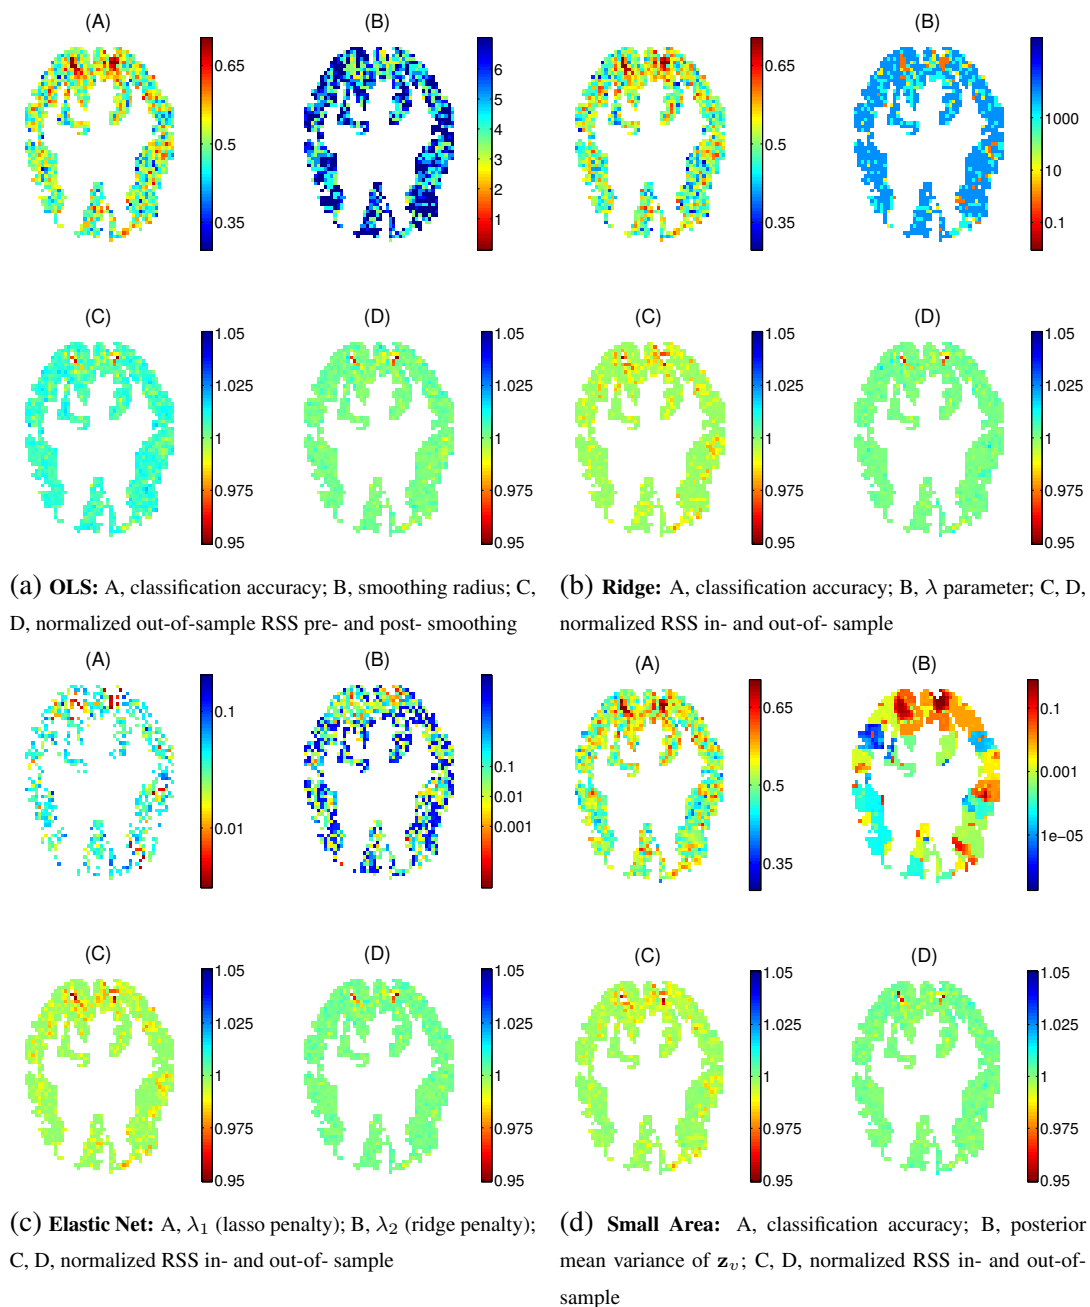 (A)
0.65
0.5
0.35
(B)
6
5
4
3
2
1
(A)
0.65
0.5
0.35
(B)
1000
10
0.1
(C)
1.05
1.025
1
0.975
0.95
(D)
1.05
1.025
1
0.975
0.95
(C)
1.05
1.025
1
0.975
0.95
(D)
1.05
1.025
1
0.975
0.95
(a) OLS: A, classification accuracy; B, smoothing radius; C,
D, normalized out-of-sample RSS pre- and post- smoothing
(b) Ridge: A, classification accuracy; B, λ parameter; C, D,
normalized RSS in- and out-of- sample
(A)
0.1
0.01
(B)
0.1
0.01
0.001
(A)
0.65
0.5
0.35
(B)
0.1
0.001
1e−05
(C)
1.05
1.025
1
0.975
0.95
(D)
1.05
1.025
1
0.975
0.95
(C)
1.05
1.025
1
0.975
0.95
(D)
1.05
1.025
1
0.975
0.95
(c) Elastic Net: A, λ₁ (lasso penalty); B, λ₂ (ridge penalty);
C, D, normalized RSS in- and out-of- sample
(d) Small Area: A, classification accuracy; B, posterior
mean variance of zᵥ; C, D, normalized RSS in- and out-of-
sample